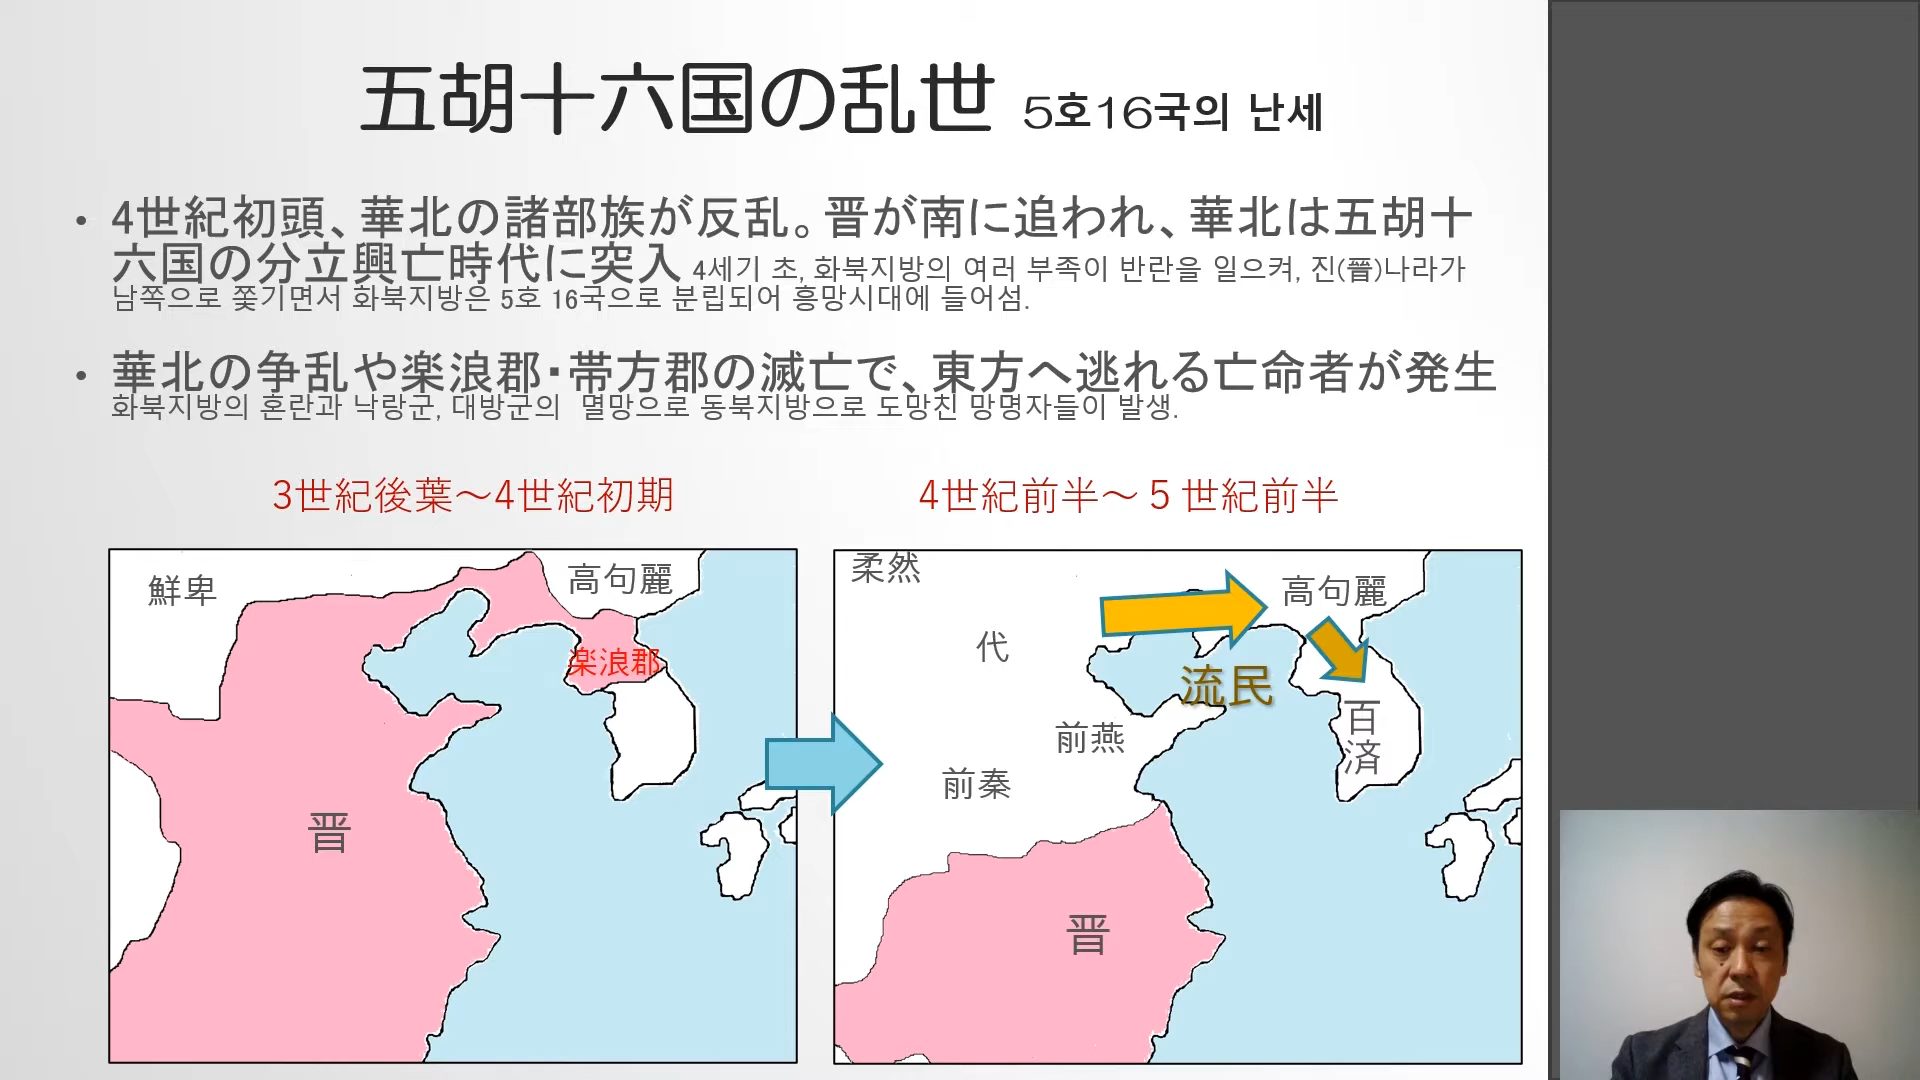 五胡十六国の乱世 5호16국의 난세
• 4世紀初頭、華北の諸部族が反乱。晋が南に追われ、華北は五胡十
六国の分立興亡時代に突入 4세기 초, 화북지방의 여러 부족이 반란을 일으켜, 진(晉)나라가
남쪽으로 쫓기면서 화북지방은 5호 16국으로 분립되어 흥망시대에 들어섬.
• 華北の争乱や楽浪郡・帯方郡の滅亡で、東方へ逃れる亡命者が発生
화북지방의 혼란과 낙랑군, 대방군의 멸망으로 동북지방으로 도망친 망명자들이 발생.
3世紀後葉～4世紀初期
鮮卑
高句麗
楽浪郡
晋
4世紀前半～５世紀前半
柔然
高句麗
代
流民
百
済
前燕
前秦
晋